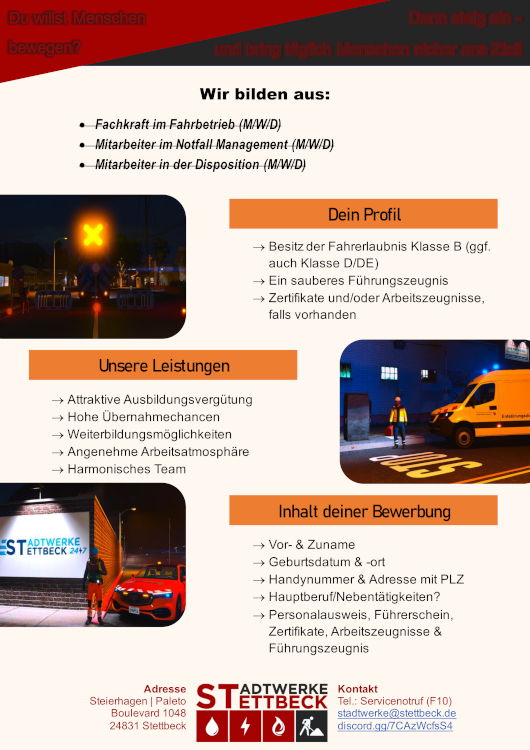 Du willst Menschen
bewegen?
Dann steig ein –
und bring täglich Menschen sicher ans Ziel!
Wir bilden aus:
• Fachkraft im Fahrbetrieb (M/W/D)
• Mitarbeiter im Notfall Management (M/W/D)
• Mitarbeiter in der Disposition (M/W/D)
Dein Profil
→ Besitz der Fahrerlaubnis Klasse B (ggf.
auch Klasse D/DE)
→ Ein sauberes Führungszeugnis
→ Zertifikate und/oder Arbeitszeugnisse,
falls vorhanden
Unsere Leistungen
→ Attraktive Ausbildungsvergütung
→ Hohe Übernahmechancen
→ Weiterbildungsmöglichkeiten
→ Angenehme Arbeitsatmosphäre
→ Harmonisches Team
STOP
STADTWERKE
ETTBECK 24/7
Inhalt deiner Bewerbung
→ Vor- & Zuname
→ Geburtsdatum & -ort
→ Handynummer & Adresse mit PLZ
→ Hauptberuf/Nebentätigkeiten?
→ Personalausweis, Führerschein,
Zertifikate, Arbeitszeugnisse &
Führungszeugnis
Adresse
Steierhagen | Paleto
Boulevard 1048
24831 Stettbeck
STADTWERKE
ETTBECK
Kontakt
Tel.: Servicenotruf (F10)
stadtwerke@stettbeck.de
discord.gg/7CAzWcfsS4